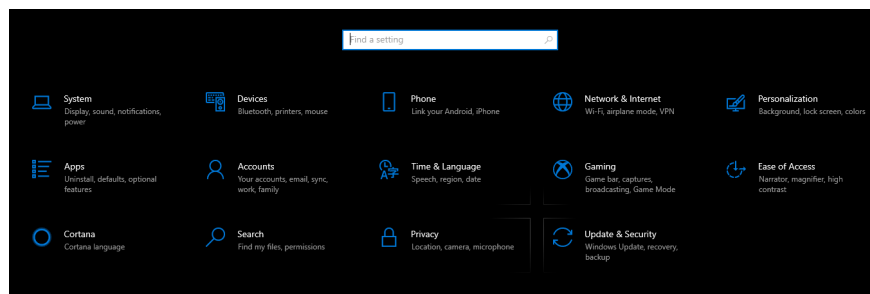 Find a setting
System
Display, sound, notifications,
power
Devices
Bluetooth, printers, mouse
Phone
Link your Android, iPhone
Network & Internet
Wi-Fi, airplane mode, VPN
Personalization
Background, lock screen, colors
Apps
Uninstall, defaults, optional
features
Accounts
Your accounts, email, sync,
work, family
Time & Language
Speech, region, date
Gaming
Game bar, captures,
broadcasting, Game Mode
Ease of Access
Narrator, magnifier, high
contrast
Cortana
Cortana language
Search
Find my files, permissions
Privacy
Location, camera, microphone
Update & Security
Windows Update, recovery,
backup